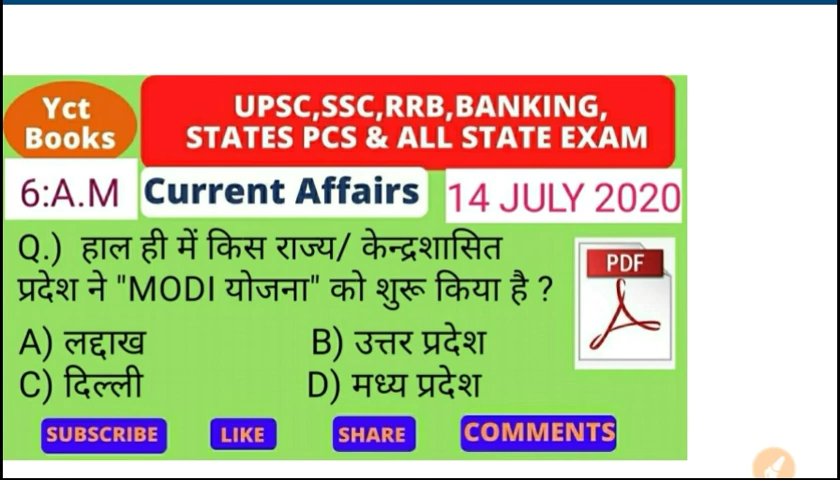 Yct
Books
UPSC,SSC,RRB,BANKING,
STATES PCS & ALL STATE EXAM
6:A.M
Current Affairs
14 JULY 2020
Q.) हाल ही में किस राज्य/ केन्द्रशासित
प्रदेश ने "MODI योजना" को शुरू किया है ?
PDF
A) लद्दाख
B) उत्तर प्रदेश
C) दिल्ली
D) मध्य प्रदेश
SUBSCRIBE
LIKE
SHARE
COMMENTS